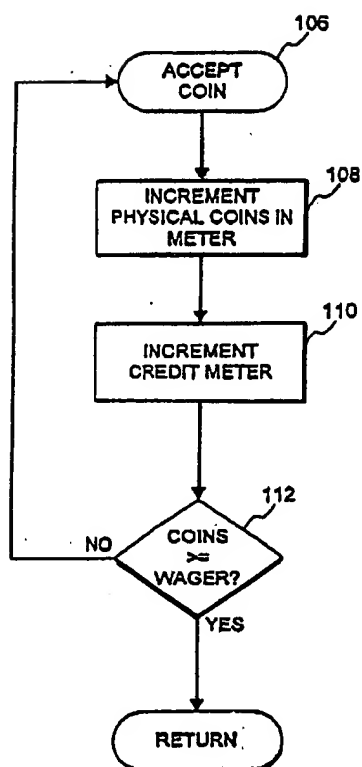 106
ACCEPT
COIN
INCREMENT
PHYSICAL COINS IN
METER
108
INCREMENT
CREDIT METER
110
112
COINS
>=
WAGER?
NO
YES
RETURN